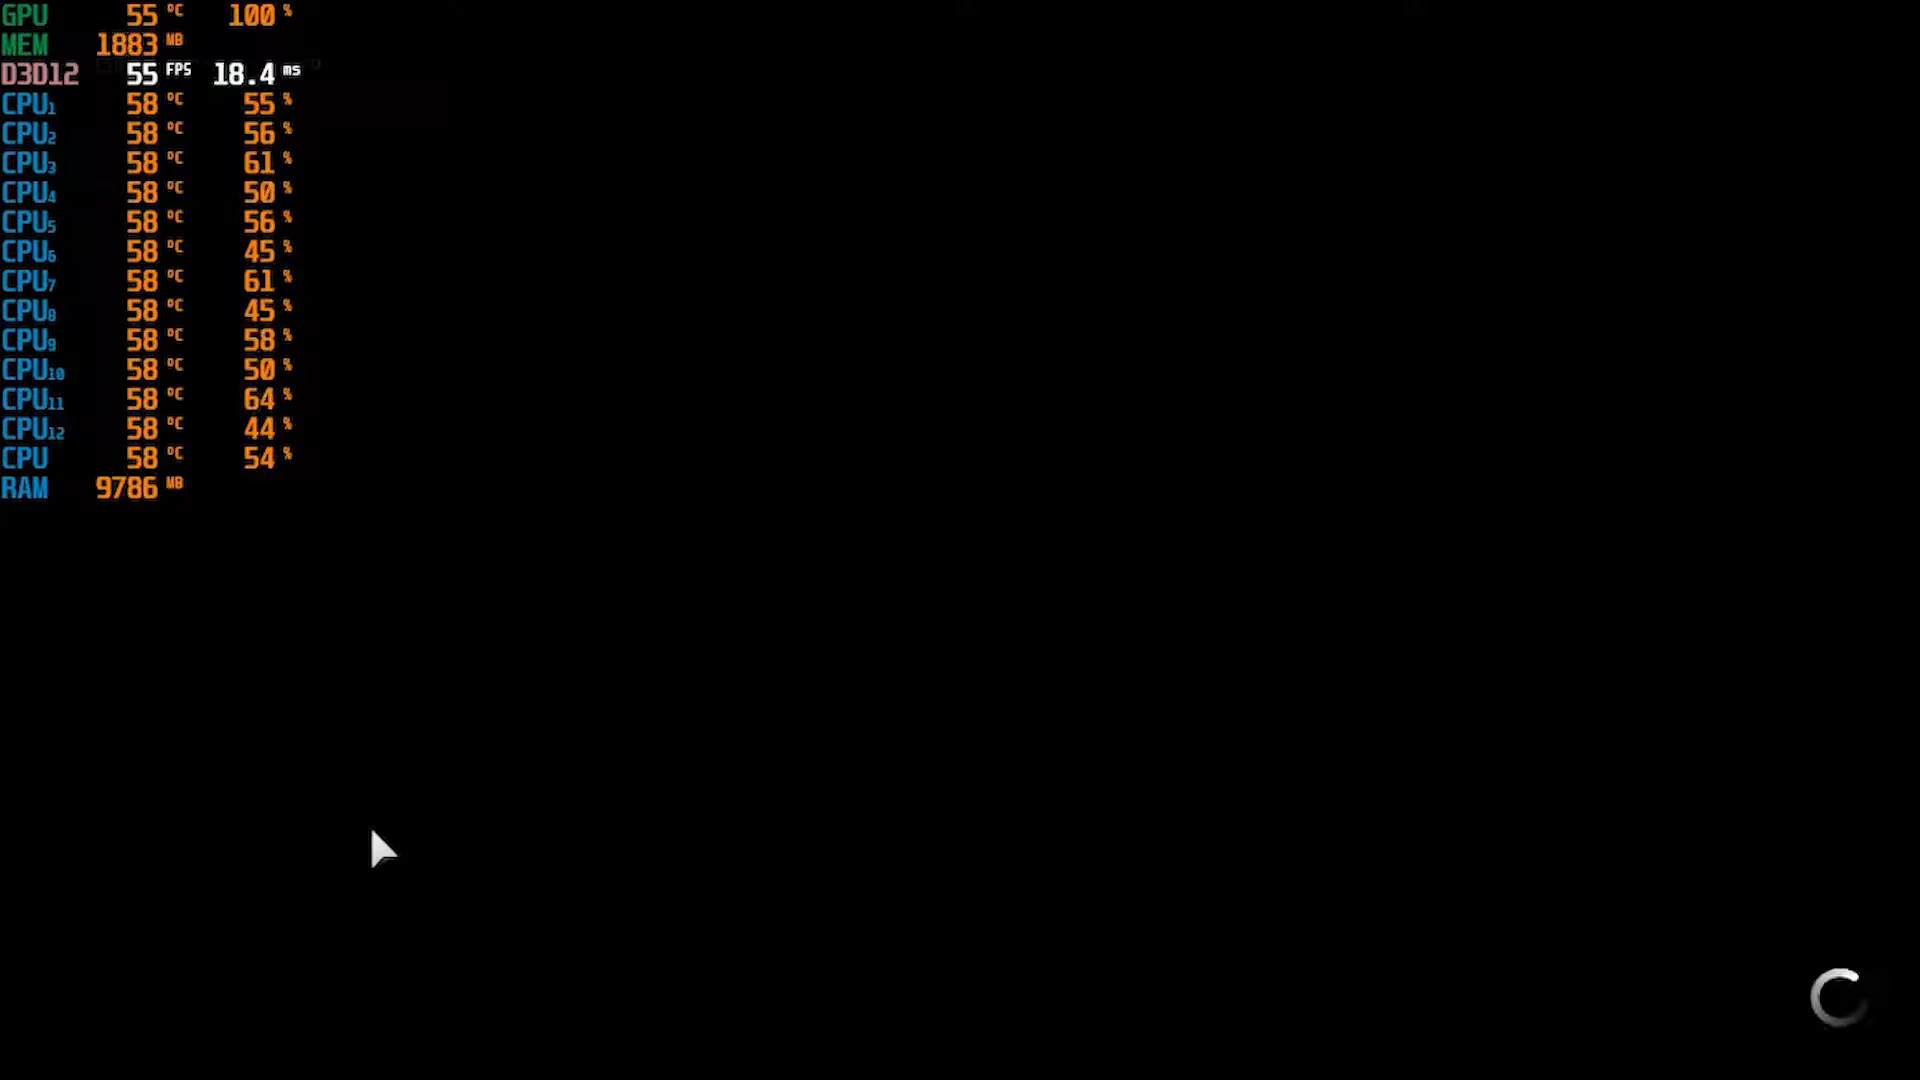 GPU 55 °C 100 %
MEM 1883 MB
D3D12 55 FPS 18.4 ms
CPU1 58 °C 55 %
CPU2 58 °C 56 %
CPU3 58 °C 61 %
CPU4 58 °C 50 %
CPU5 58 °C 56 %
CPU6 58 °C 45 %
CPU7 58 °C 61 %
CPU8 58 °C 45 %
CPU9 58 °C 58 %
CPU10 58 °C 50 %
CPU11 58 °C 64 %
CPU12 58 °C 44 %
CPU 58 °C 54 %
RAM 9786 MB